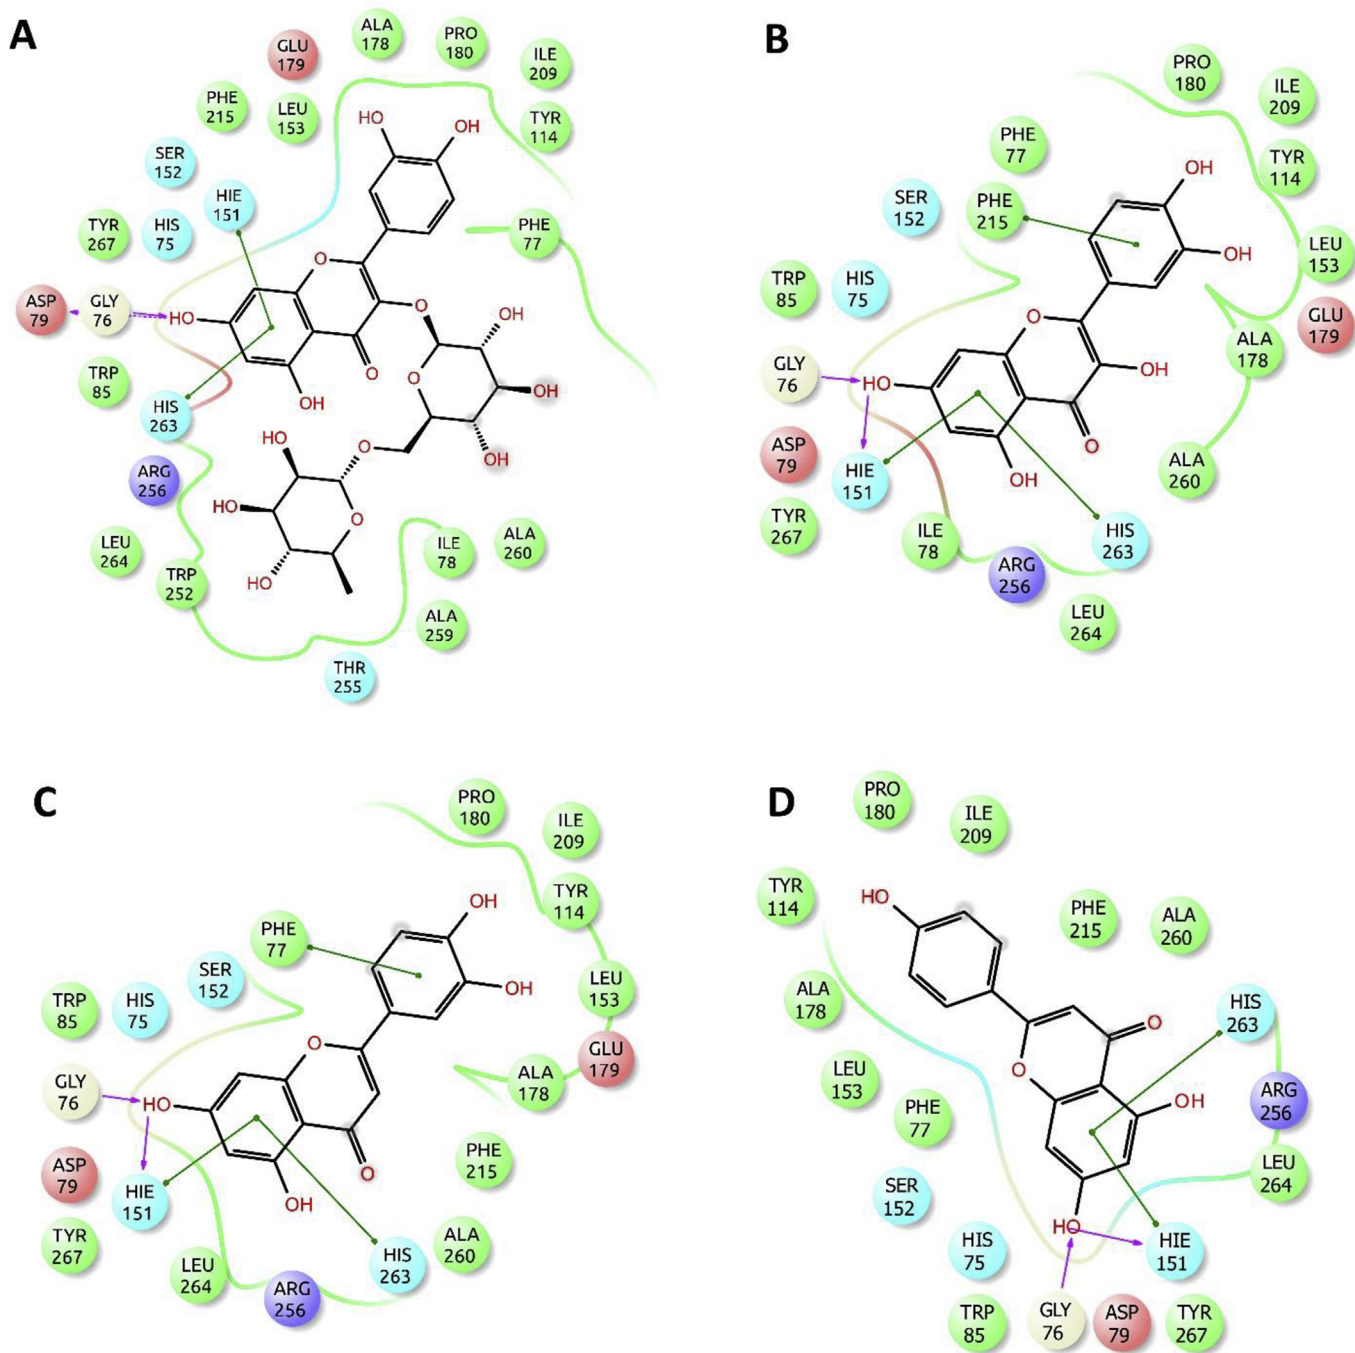 A
ALA
178
PRO
180
GLU
179
ILE
209
PHE
215
LEU
153
TYR
114
HO
OH
SER
152
HIE
151
TYR
267
HIS
75
PHE
77
O
ASP
79
GLY
76
HO
O
OH
O
TRP
85
O
OH
OH
HIS
263
HO
O
OH
ARG
256
HO
O
LEU
264
HO
ILE
78
ALA
260
TRP
252
ALA
259
THR
255
B
PRO
180
ILE
209
PHE
77
TYR
114
OH
SER
152
PHE
215
OH
LEU
153
TRP
85
HIS
75
O
GLU
179
ALA
178
GLY
76
HO
OH
O
ASP
79
HIE
151
OH
ALA
260
TYR
267
ILE
78
HIS
263
ARG
256
LEU
264
C
PRO
180
ILE
209
TYR
114
OH
PHE
77
SER
152
OH
LEU
153
TRP
85
HIS
75
O
GLU
179
ALA
178
GLY
76
HO
O
PHE
215
ASP
79
HIE
151
OH
TYR
267
LEU
264
HIS
263
ALA
260
ARG
256
D
PRO
180
ILE
209
TYR
114
HO
PHE
215
ALA
260
ALA
178
O
HIS
263
LEU
153
O
PHE
77
OH
ARG
256
SER
152
LEU
264
HO
HIS
75
HIE
151
TRP
85
GLY
76
ASP
79
TYR
267